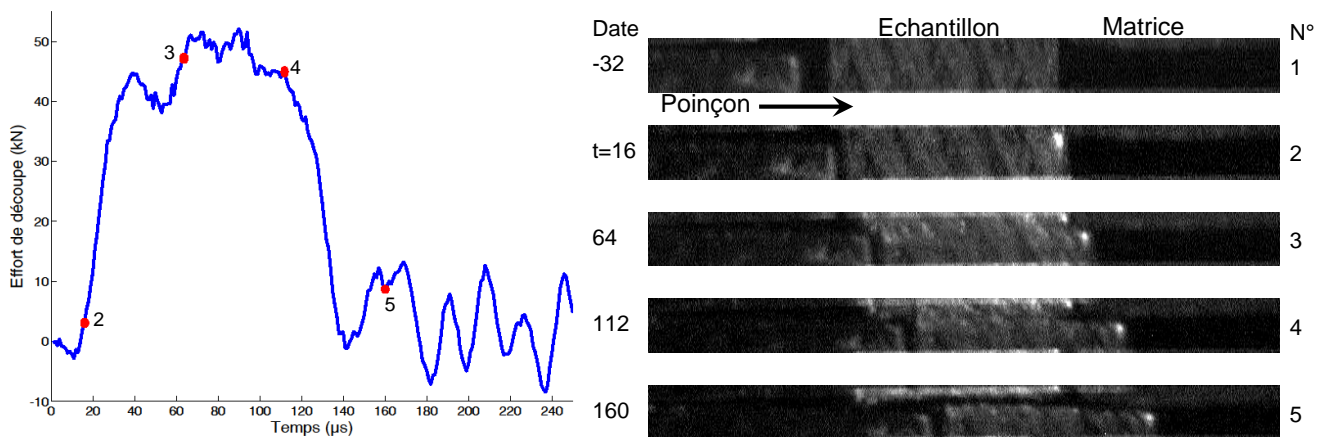 Effort de découpe (kN)
50
40
30
20
10
0
-10
0 20 40 60 80 100 120 140 160 180 200 220 240
Temps (µs)
2
3
4
5
Date Echantillon Matrice N°
-32 1
Poinçon
t=16 2
64 3
112 4
160 5